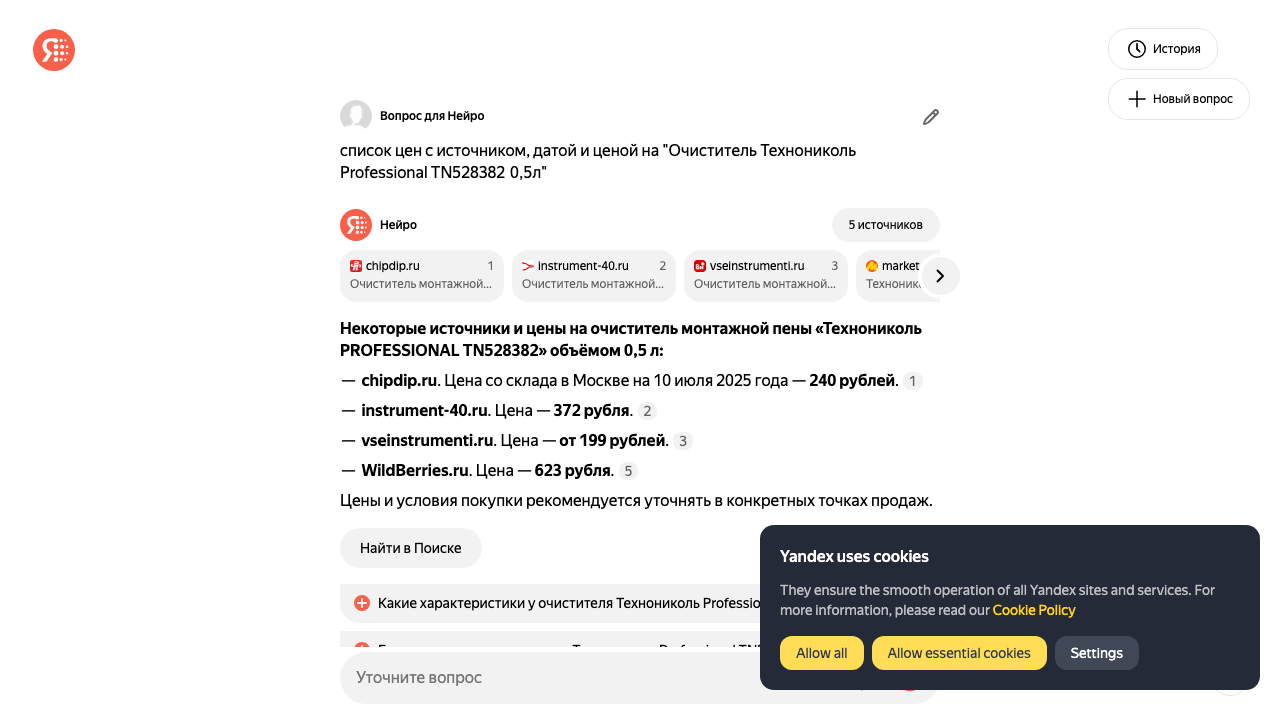 История
Новый вопрос
Вопрос для Нейро
список цен с источником, датой и ценой на "Очиститель Технониколь
Professional TN528382 0,5л"
Нейро
5 источников
chipdip.ru 1
Очиститель монтажной...
instrument-40.ru 2
Очиститель монтажной...
vseinstrumenti.ru 3
Очиститель монтажной...
market
Некоторые источники и цены на очиститель монтажной пены «Технониколь
PROFESSIONAL TN528382» объёмом 0,5 л:
— chipdip.ru. Цена со склада в Москве на 10 июля 2025 года — 240 рублей. 1
— instrument-40.ru. Цена — 372 рубля. 2
— vseinstrumenti.ru. Цена — от 199 рублей. 3
— WildBerries.ru. Цена — 623 рубля. 5
Цены и условия покупки рекомендуется уточнять в конкретных точках продаж.
Найти в Поиске
Какие характеристики у очистителя Технониколь Professio
Уточните вопрос
Yandex uses cookies
They ensure the smooth operation of all Yandex sites and services. For
more information, please read our Cookie Policy
Allow all
Allow essential cookies
Settings